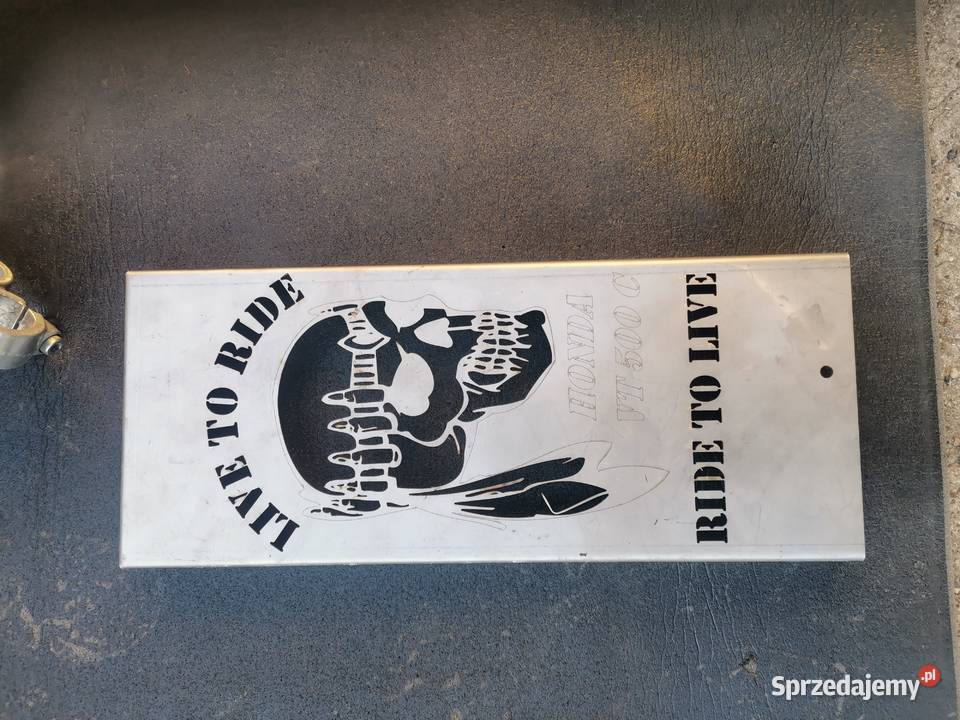 LIVE TO RIDE
HONDA
VT 500 C
RIDE TO LIVE
Sprzedajemy.pl